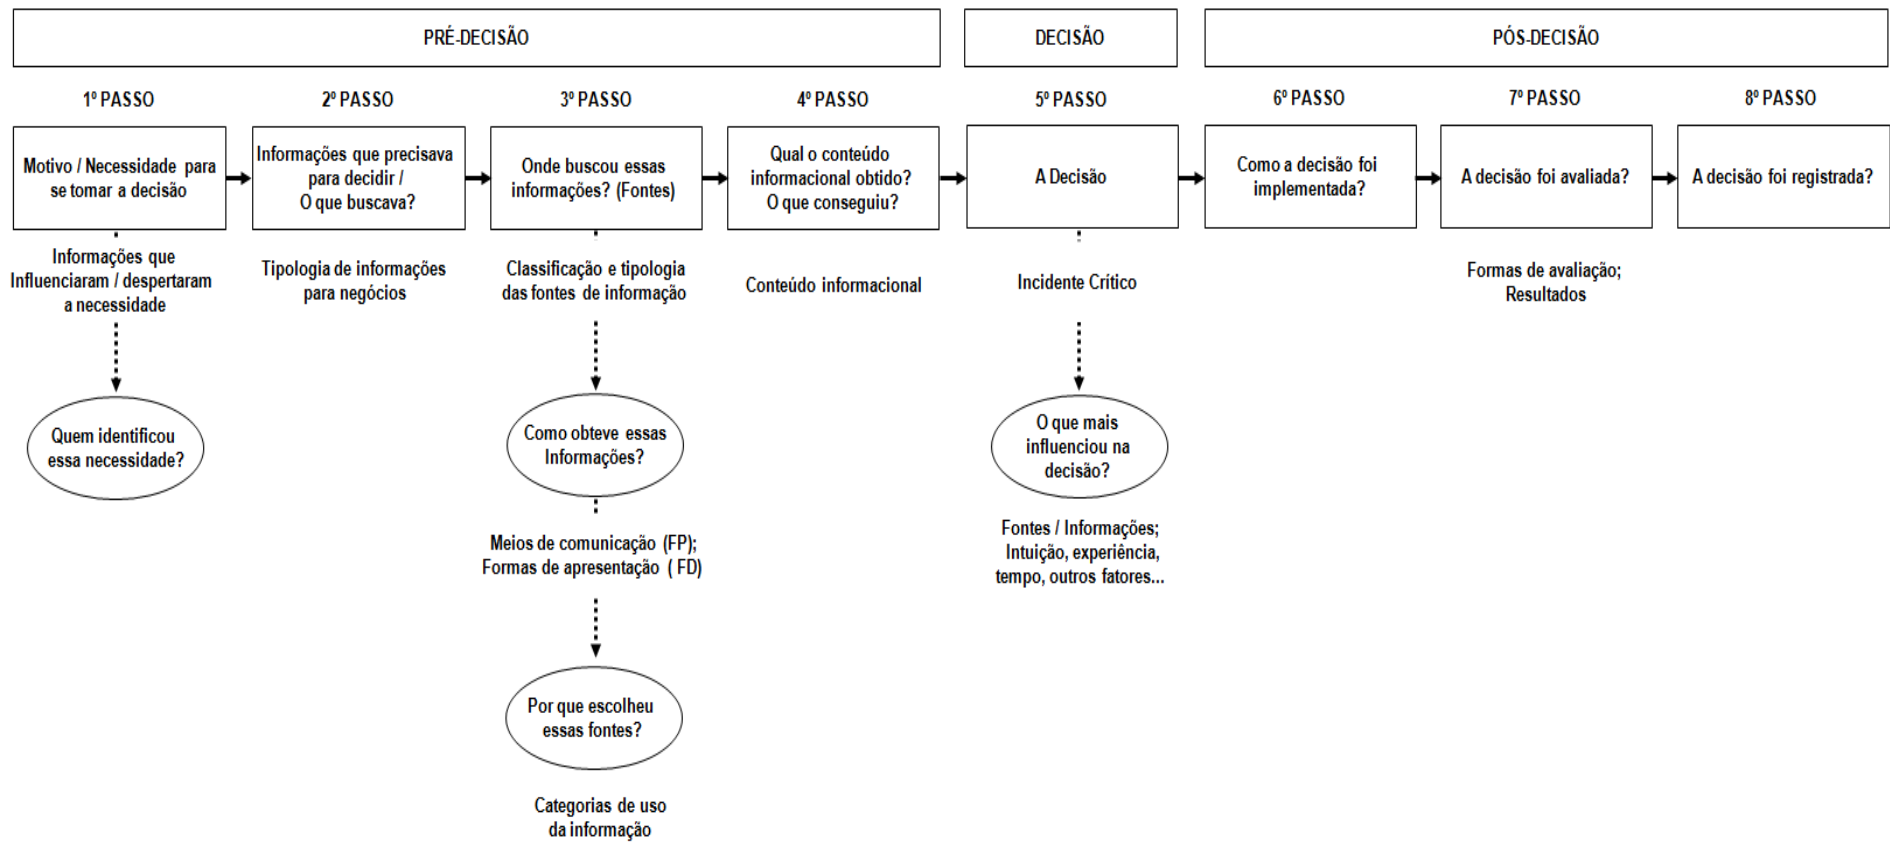 PRÉ-DECISÃO
DECISÃO
PÓS-DECISÃO
1º PASSO
2º PASSO
3º PASSO
4º PASSO
5º PASSO
6º PASSO
7º PASSO
8º PASSO
Motivo / Necessidade para
se tomar a decisão
Informações que precisava
para decidir /
O que buscava?
Onde buscou essas
informações? (Fontes)
Qual o conteúdo
informacional obtido?
O que conseguiu?
A Decisão
Como a decisão foi
implementada?
A decisão foi avaliada?
A decisão foi registrada?
Informações que
Influenciaram / despertaram
a necessidade
Tipologia de informações
para negócios
Classificação e tipologia
das fontes de informação
Conteúdo informacional
Incidente Crítico
Formas de avaliação;
Resultados
Quem identificou
essa necessidade?
Como obteve essas
Informações?
O que mais
influenciou na
decisão?
Meios de comunicação (FP);
Formas de apresentação ( FD)
Fontes / Informações;
Intuição, experiência,
tempo, outros fatores...
Por que escolheu
essas fontes?
Categorias de uso
da informação